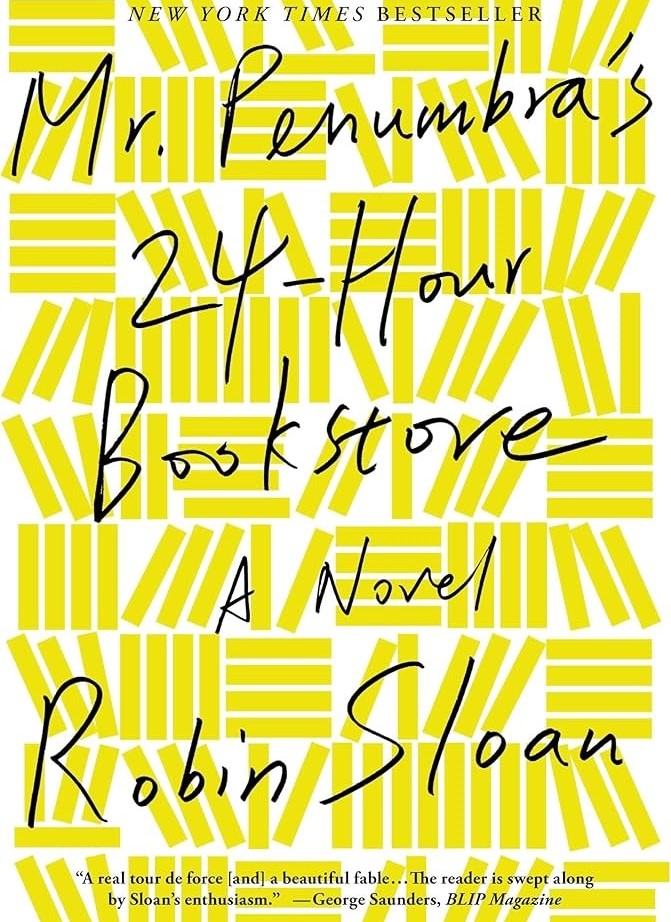 NEW YORK TIMES BESTSELLER
Mr. Penumbra's
24-Hour
Bookstore
A Novel
Robin Sloan
“A real tour de force [and] a beautiful fable…The reader is swept along
by Sloan’s enthusiasm.” —George Saunders, BLIP Magazine